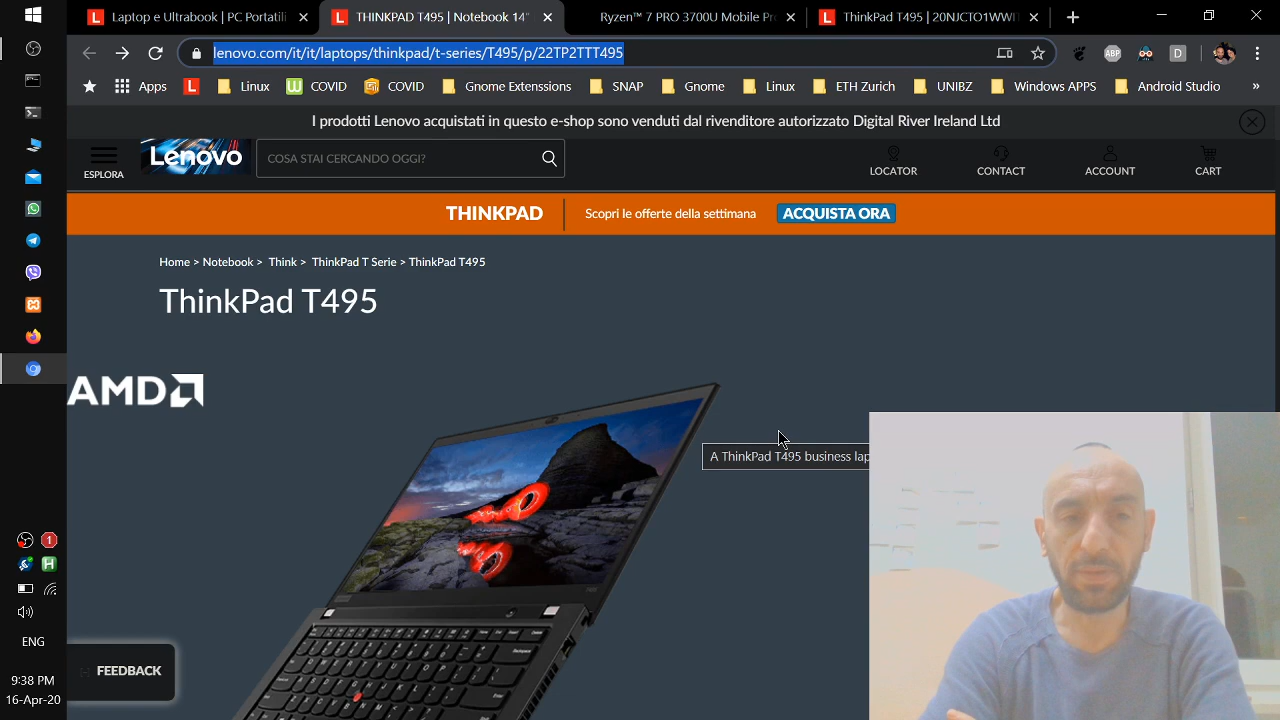 Laptop e Ultrabook | PC Portatili
THINKPAD T495 | Notebook 14"
Ryzen™ 7 PRO 3700U Mobile Pr
ThinkPad T495 | 20NJCTO1WWIT
lenovo.com/it/it/laptops/thinkpad/t-series/T495/p/22TP2TTT495
ABP
D
Apps
L
Linux
COVID
COVID
Gnome Extenssions
SNAP
Gnome
Linux
ETH Zurich
UNIBZ
Windows APPS
Android Studio
»
I prodotti Lenovo acquistati in questo e-shop sono venduti dal rivenditore autorizzato Digital River Ireland Ltd
ESPLORA
Lenovo
COSA STAI CERCANDO OGGI?
LOCATOR
CONTACT
ACCOUNT
CART
THINKPAD
Scopri le offerte della settimana
ACQUISTA ORA
Home > Notebook > Think > ThinkPad T Serie > ThinkPad T495
ThinkPad T495
AMD
A ThinkPad T495 business lap
1
H
ENG
FEEDBACK
9:38 PM
16-Apr-20